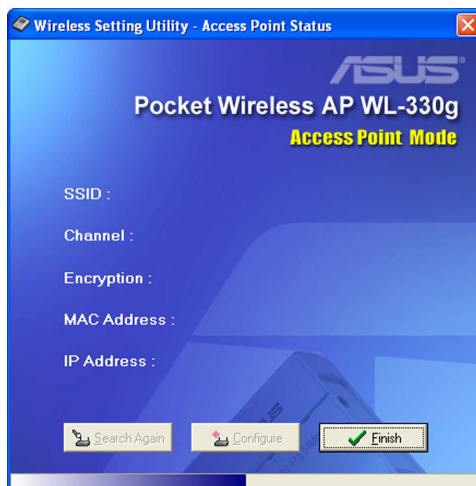 Wireless Setting Utility - Access Point Status
ASUS
Pocket Wireless AP WL-330g
Access Point Mode
SSID :
Channel :
Encryption :
MAC Address :
IP Address :
Search Again
Configure
Finish